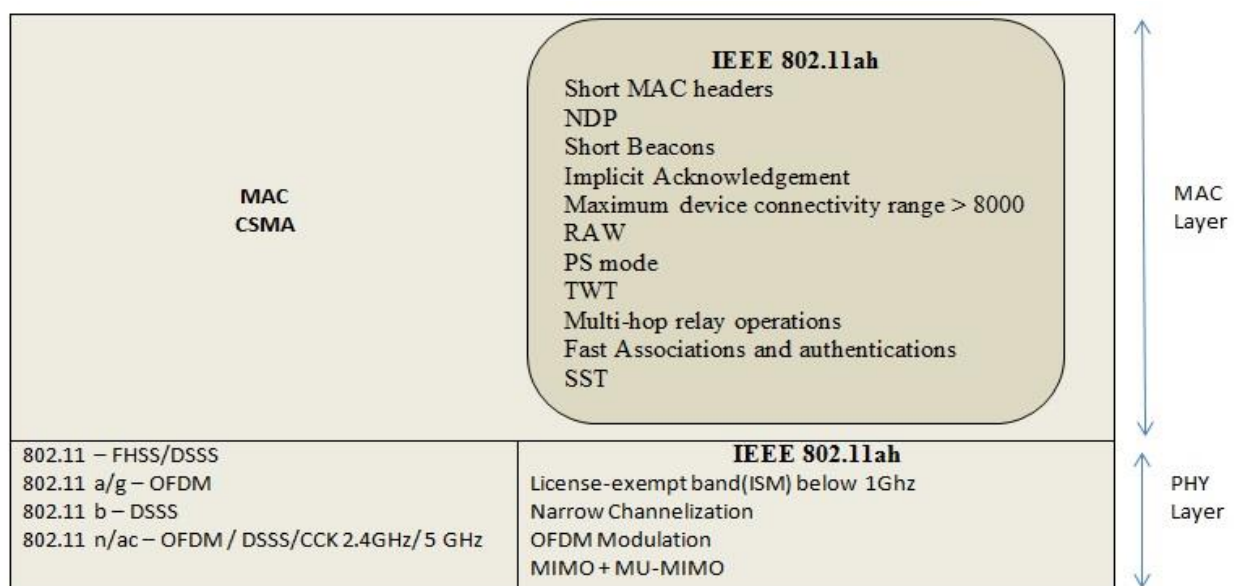 IEEE 802.11ah
Short MAC headers
NDP
Short Beacons
Implicit Acknowledgement
Maximum device connectivity range > 8000
RAW
PS mode
TWT
Multi-hop relay operations
Fast Associations and authentications
SST
MAC
CSMA
MAC
Layer
802.11 – FHSS/DSSS
802.11 a/g – OFDM
802.11 b – DSSS
802.11 n/ac – OFDM / DSSS/CCK 2.4GHz/ 5 GHz
IEEE 802.11ah
License-exempt band(ISM) below 1Ghz
Narrow Channelization
OFDM Modulation
MIMO + MU-MIMO
PHY
Layer